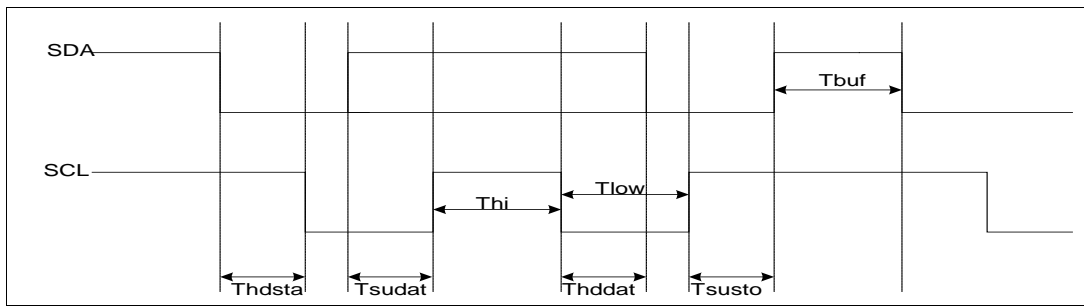 SDA
Tbuf
SCL
Thi
Tlow
Thdsta
Tsudat
Thddat
Tsusto